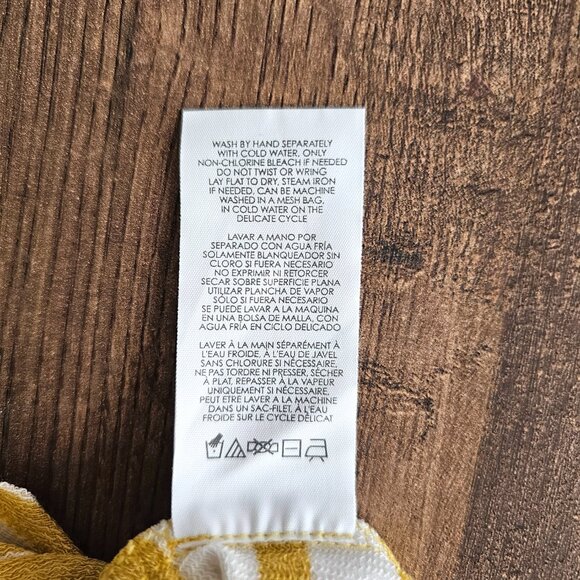 WASH BY HAND SEPARATELY
WITH COLD WATER, ONLY
NON-CHLORINE BLEACH IF NEEDED
DO NOT TWIST OR WRING
LAY FLAT TO DRY, STEAM IRON
IF NEEDED, CAN BE MACHINE
WASHED IN A MESH BAG,
IN COLD WATER ON THE
DELICATE CYCLE
LAVAR A MANO POR
SEPARADO CON AGUA FRÍA
SOLAMENTE BLANQUEADOR SIN
CLORO SI FUERA NECESARIO
NO EXPRIMIR NI RETORCER
SECAR SOBRE SUPERFICIE PLANA
UTILIZAR PLANCHA DE VAPOR
SÓLO SI FUERA NECESARIO
SE PUEDE LAVAR A LA MAQUINA
EN UNA BOLSA DE MALLA, CON
AGUA FRÍA EN CICLO DELICADO
LAVER À LA MAIN SÉPARÉMENT À
L'EAU FROIDE, À L'EAU DE JAVEL
SANS CHLORURE SI NÉCESSAIRE,
NE PAS TORDRE NI PRESSER, SÉCHER
À PLAT, REPASSER À LA VAPEUR
UNIQUEMENT SI NÉCESSAIRE,
PEUT ÊTRE LAVER A LA MACHINE
DANS UN SAC-FILET, À L'EAU
FROIDE SUR LE CYCLE DÉLICAT